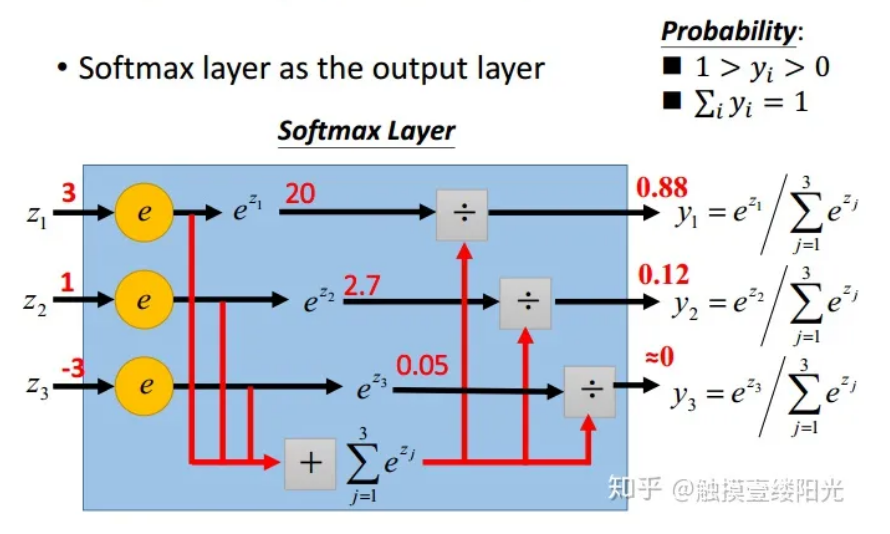 Probability:
■ 1 > yᵢ > 0
■ ∑ᵢ yᵢ = 1
• Softmax layer as the output layer
Softmax Layer
z₁ 3 e e^{z₁} 20 ÷ 0.88 y₁ = e^{z₁} / ∑_{j=1}^{3} e^{z_j}
z₂ 1 e e^{z₂} 2.7 ÷ 0.12 y₂ = e^{z₂} / ∑_{j=1}^{3} e^{z_j}
z₃ -3 e e^{z₃} 0.05 ÷ ≈0 y₃ = e^{z₃} / ∑_{j=1}^{3} e^{z_j}
+ ∑_{j=1}^{3} e^{z_j}
知乎 @触摸壹缕阳光